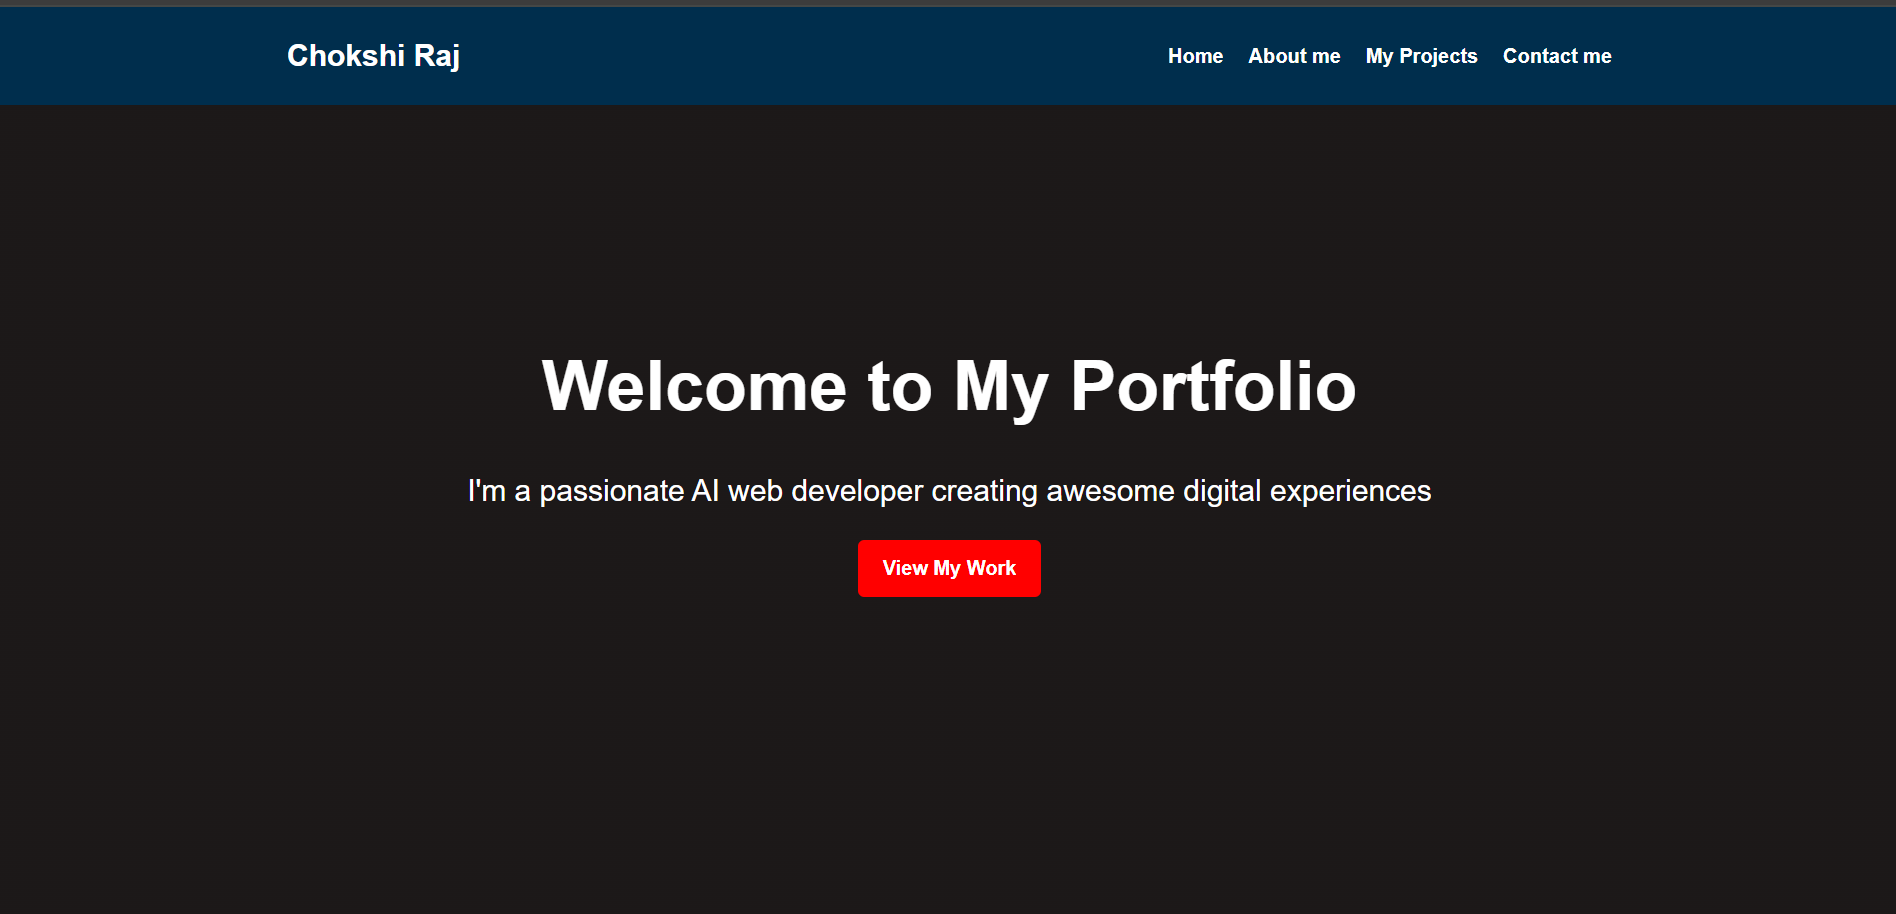 Chokshi Raj
Home About me My Projects Contact me
Welcome to My Portfolio
I'm a passionate AI web developer creating awesome digital experiences
View My Work